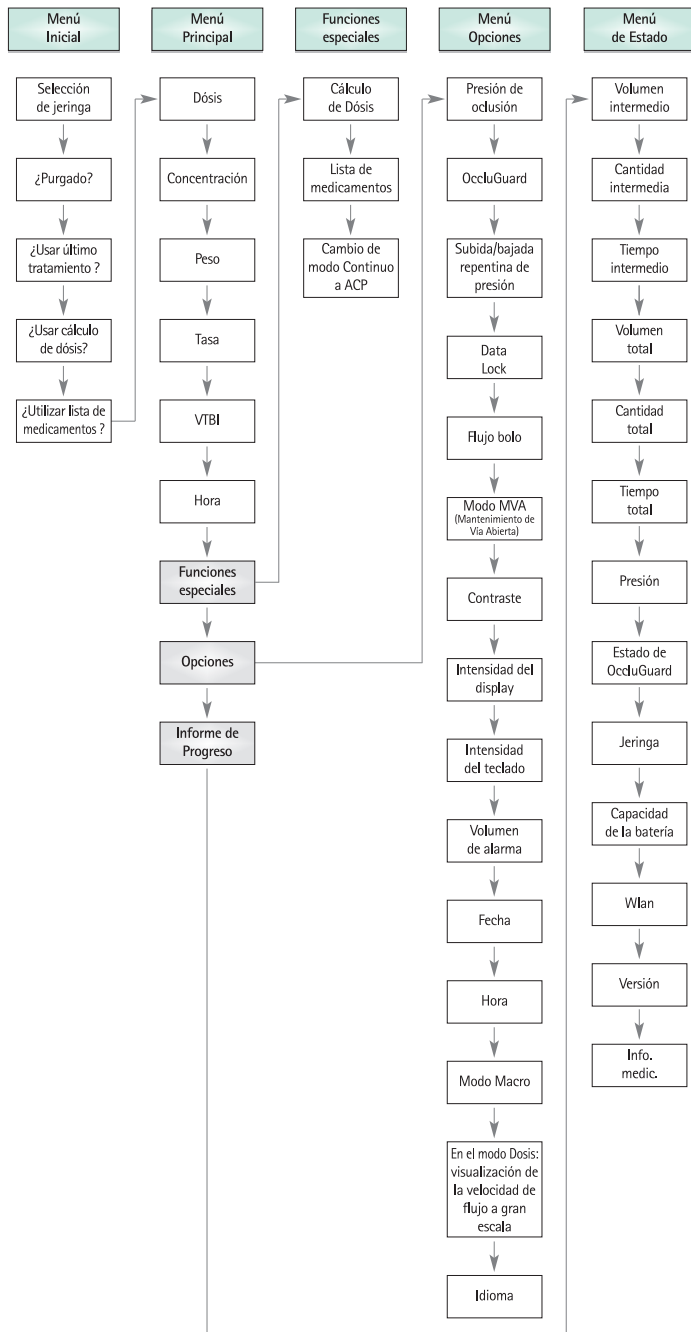 Menú
Inicial
Selección
de jeringa
¿Purgado?
¿Usar último
tratamiento ?
¿Usar cálculo
de dósis?
¿Utilizar lista de
medicamentos ?
Menú
Principal
Dósis
Concentración
Peso
Tasa
VTBI
Hora
Funciones
especiales
Opciones
Informe de
Progreso
Funciones especiales
Cálculo
de Dósis
Lista de
medicamentos
Cambio de
modo Continuo
a ACP
Menú
Opciones
Presión de
oclusión
OccluGuard
Subida/bajada
repentina de
presión
Data
Lock
Flujo bolo
Modo MVA
(Mantenimiento de
Vía Abierta)
Contraste
Intensidad del
display
Intensidad
del teclado
Volumen
de alarma
Fecha
Hora
Modo Macro
En el modo Dosis:
visualización de
la velocidad de
flujo a gran
escala
Idioma
Menú
de Estado
Volumen
intermedio
Cantidad
intermedia
Tiempo
intermedio
Volumen
total
Cantidad
total
Tiempo
total
Presión
Estado de
OccluGuard
Jeringa
Capacidad
de la batería
Wlan
Versión
Info.
medic.